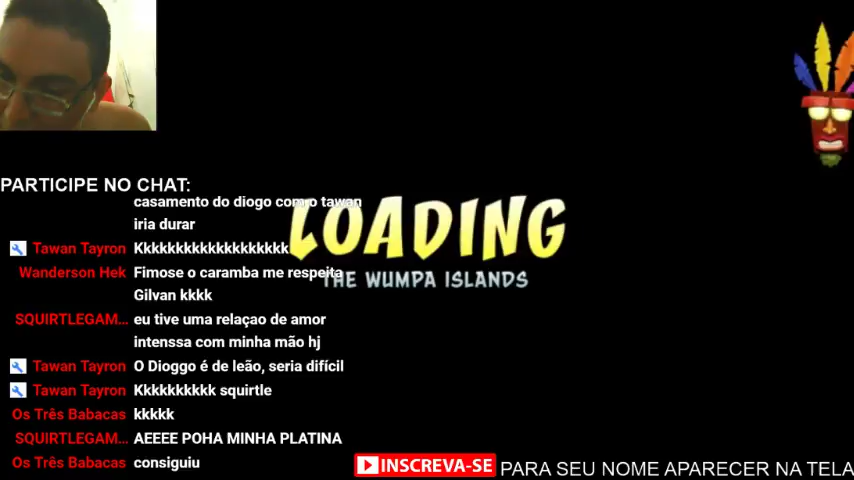 PARTICIPE NO CHAT:
casamento do diogo com o tawan
iria durar
Tawan Tayron Kkkkkkkkkkkkkkkkkkk
Wanderson Hek Fimose o caramba me respeita
Gilvan kkkk
SQUIRTLEGAM... eu tive uma relaçao de amor
intenssa com minha mão hj
Tawan Tayron O Dioggo é de leão, seria difícil
Tawan Tayron Kkkkkkkkkk squirtle
Os Três Babacas kkkkk
SQUIRTLEGAM... AEEEE POHA MINHA PLATINA
Os Três Babacas consiguiu
LOADING
THE WUMPA ISLANDS
INSCREVA-SE PARA SEU NOME APARECER NA TELA